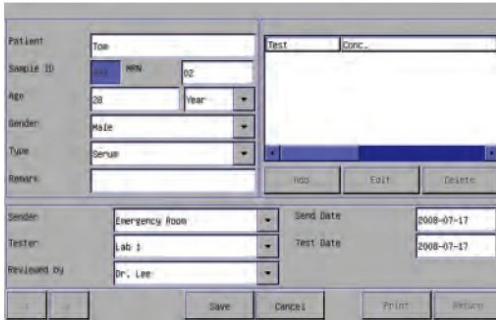 Patient Tom
Sample ID MRN 02
Age 28 Year
Gender Male
Type Serum
Remark
Test Conc.
Add Edit Delete
Sender Emergency Room Send Date 2008-07-17
Tester Lab 1 Test Date 2008-07-17
Reviewed by Dr. Lee
Save Cancel Print Return